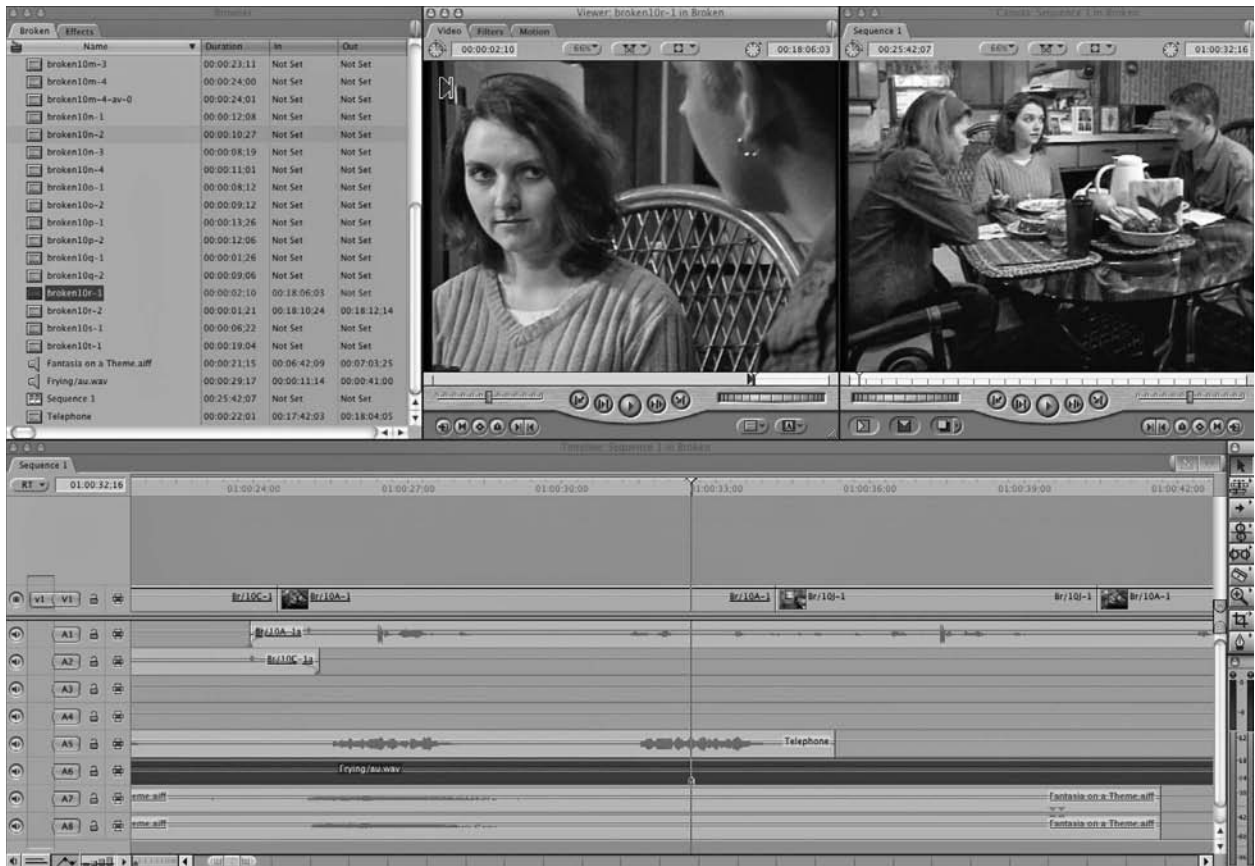 Browser
Broken Effects
Name Duration In Out
broken10m-3 00:00:23;11 Not Set Not Set
broken10m-4 00:00:24;00 Not Set Not Set
broken10m-4-av-0 00:00:24;01 Not Set Not Set
broken10n-1 00:00:12;08 Not Set Not Set
broken10n-2 00:00:10;27 Not Set Not Set
broken10n-3 00:00:08;19 Not Set Not Set
broken10n-4 00:00:11;01 Not Set Not Set
broken10o-1 00:00:08;12 Not Set Not Set
broken10o-2 00:00:09;12 Not Set Not Set
broken10p-1 00:00:13;26 Not Set Not Set
broken10p-2 00:00:12;06 Not Set Not Set
broken10q-1 00:00:01;26 Not Set Not Set
broken10q-2 00:00:09;06 Not Set Not Set
broken10r-1 00:00:02;10 00:18:06;03 Not Set
broken10r-2 00:00:01;21 00:18:10;24 00:18:12;14
broken10s-1 00:00:06;22 Not Set Not Set
broken10t-1 00:00:19;04 Not Set Not Set
Fantasia on a Theme.aiff 00:00:21;15 00:06:42;09 00:07:03;25
Frying/au.wav 00:00:29;17 00:00:11;14 00:00:41;00
Sequence 1 00:25:42;07 Not Set Not Set
Telephone 00:00:22;01 00:17:42;03 00:18:04;05
Viewer: broken10r-1 in Broken
Video Filters Motion
00:00:02;10 66% 00:18:06;03
Canvas: Sequence 1 in Broken
Sequence 1
00:25:42;07 66% 01:00:32;16
Timeline: Sequence 1 in Broken
Sequence 1
RT 01:00:32;16 01:00:24;00 01:00:27;00 01:00:30;00 01:00:33;00 01:00:36;00 01:00:39;00 01:00:42;00
v1 V1 Br/10C-1 Br/10A-1 Br/10A-1 Br/10J-1 Br/10J-1 Br/10A-1
A1 Br/10A-1a
A2 Br/10C-1a
A3
A4
A5 Telephone
A6 Frying/au.wav
A7 eme.aiff Fantasia on a Theme.aiff
A8 eme.aiff Fantasia on a Theme.aiff